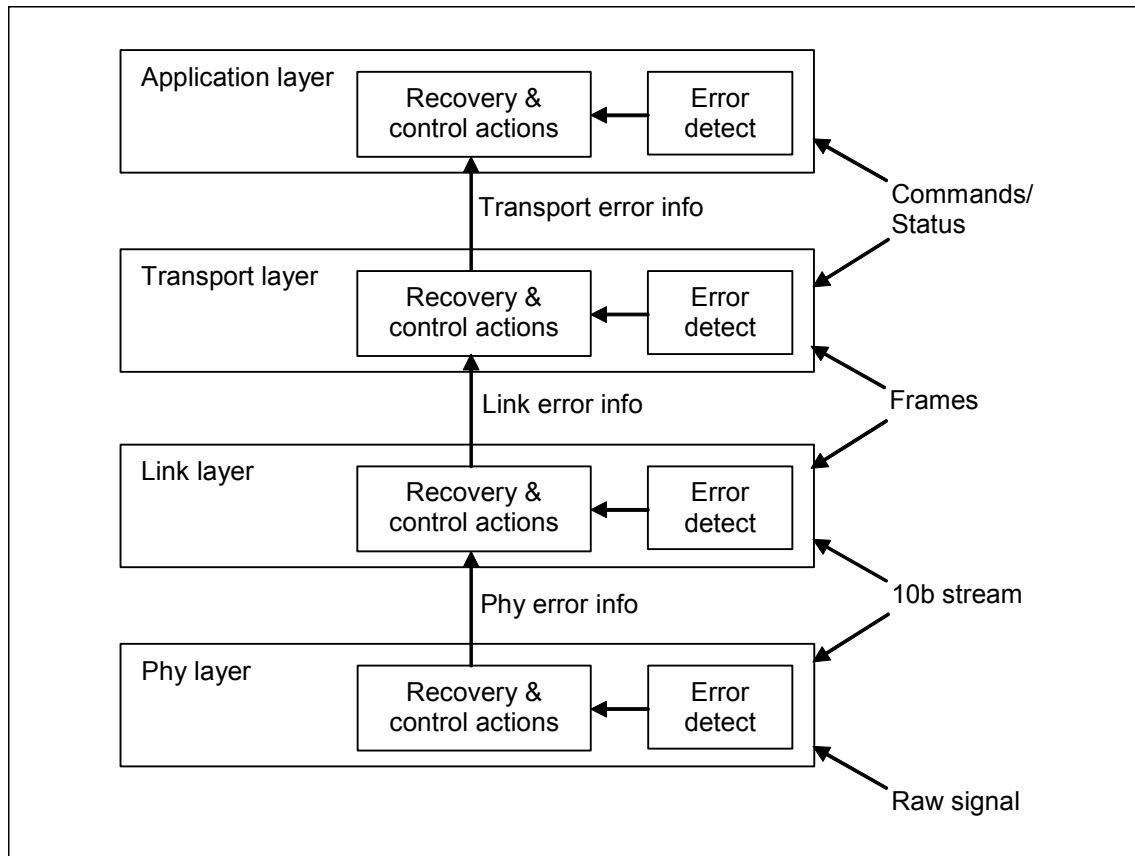 Application layer
Recovery &
control actions
Error
detect
Commands/
Status
Transport error info
Transport layer
Recovery &
control actions
Error
detect
Frames
Link error info
Link layer
Recovery &
control actions
Error
detect
10b stream
Phy error info
Phy layer
Recovery &
control actions
Error
detect
Raw signal